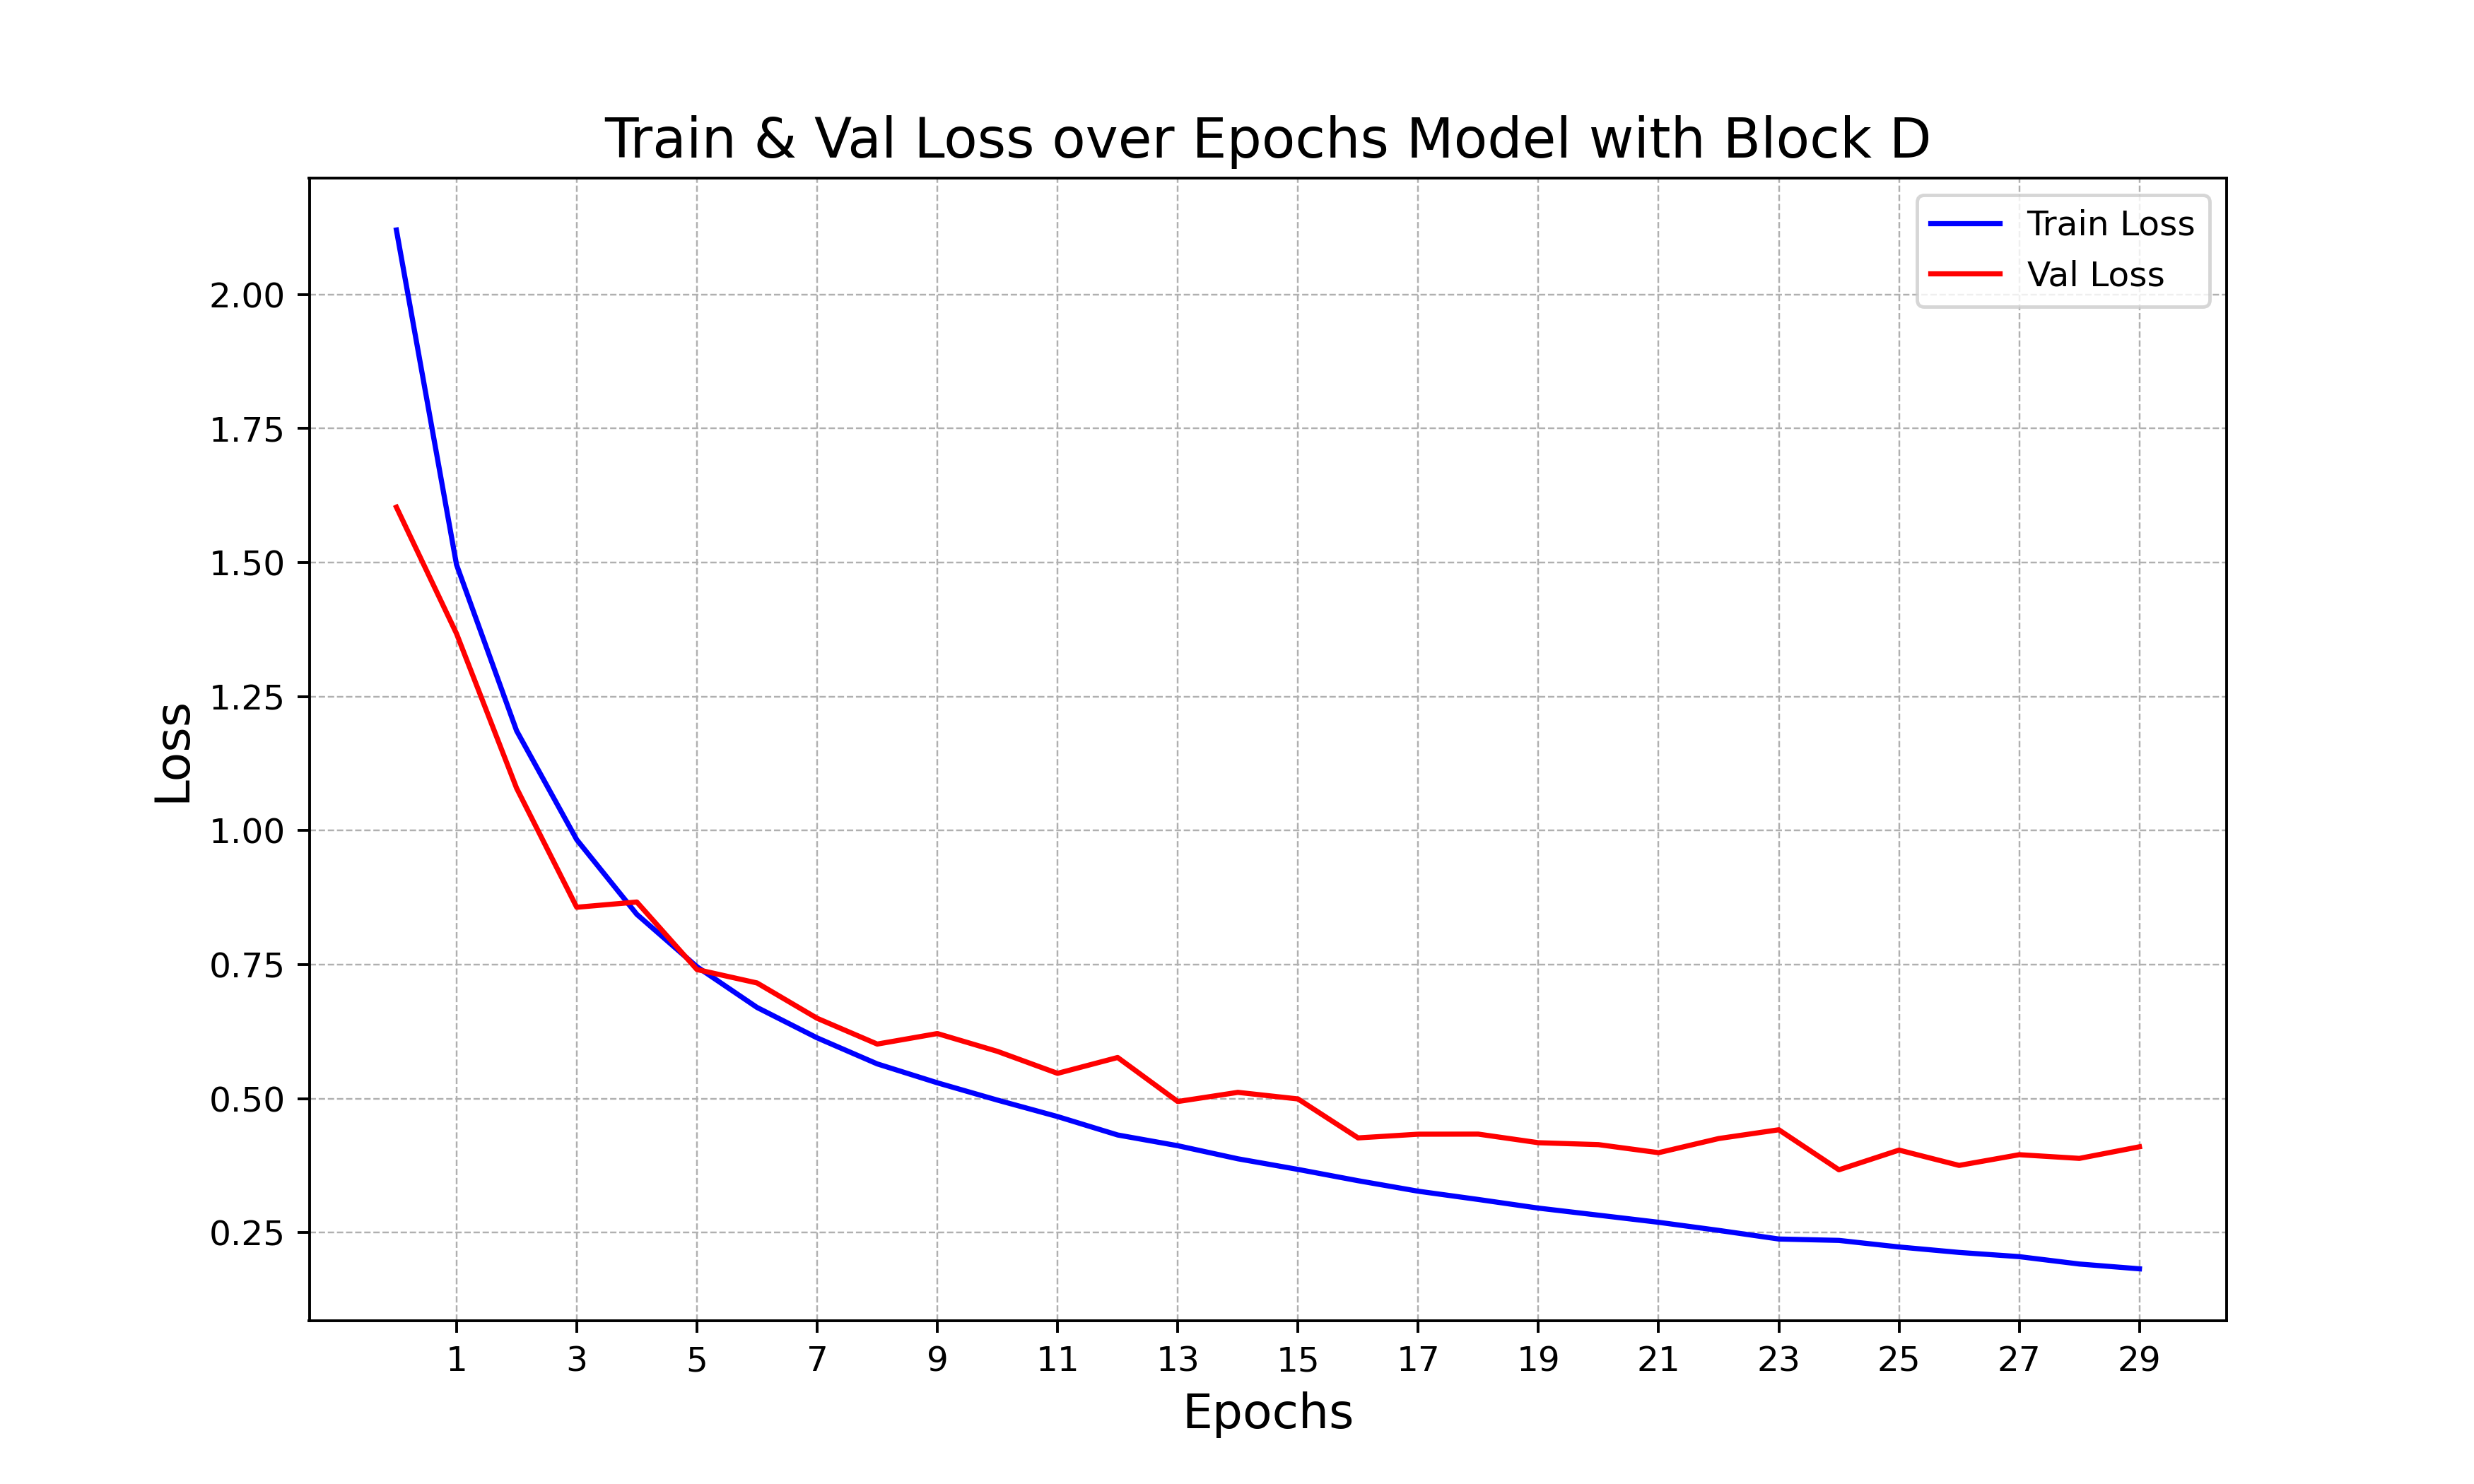 Train & Val Loss over Epochs Model with Block D
Train Loss
Val Loss
2.00
1.75
1.50
1.25
1.00
0.75
0.50
0.25
Loss
1 3 5 7 9 11 13 15 17 19 21 23 25 27 29
Epochs